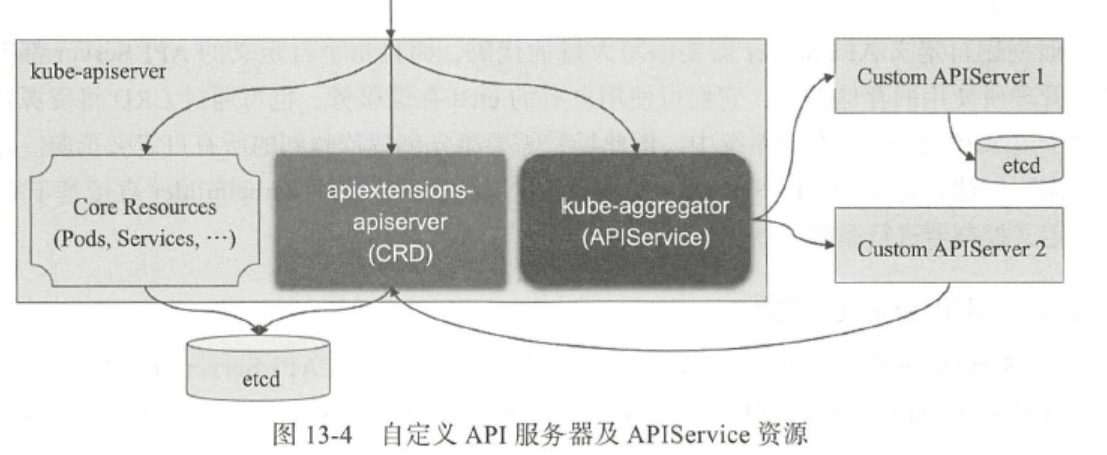 kube-apiserver
Core Resources
(Pods, Services, …)
apiextensions-
apiserver
(CRD)
kube-aggregator
(APIService)
Custom APIServer 1
etcd
Custom APIServer 2
etcd
图 13-4 自定义 API 服务器及 APIService 资源